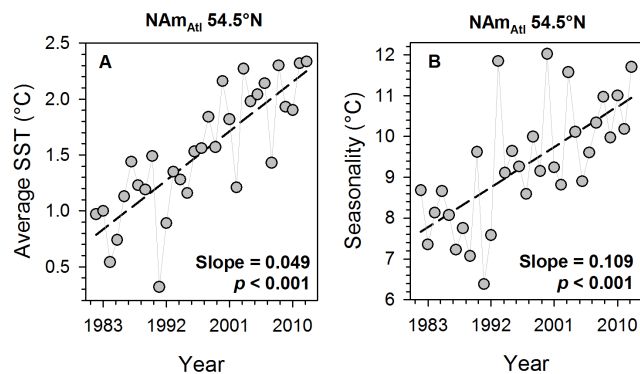 NAmAtl 54.5°N
A
Average SST (°C)
2.5
2.0
1.5
1.0
0.5
Slope = 0.049
p < 0.001
1983 1992 2001 2010
Year
NAmAtl 54.5°N
B
Seasonality (°C)
12
11
10
9
8
7
6
Slope = 0.109
p < 0.001
1983 1992 2001 2010
Year